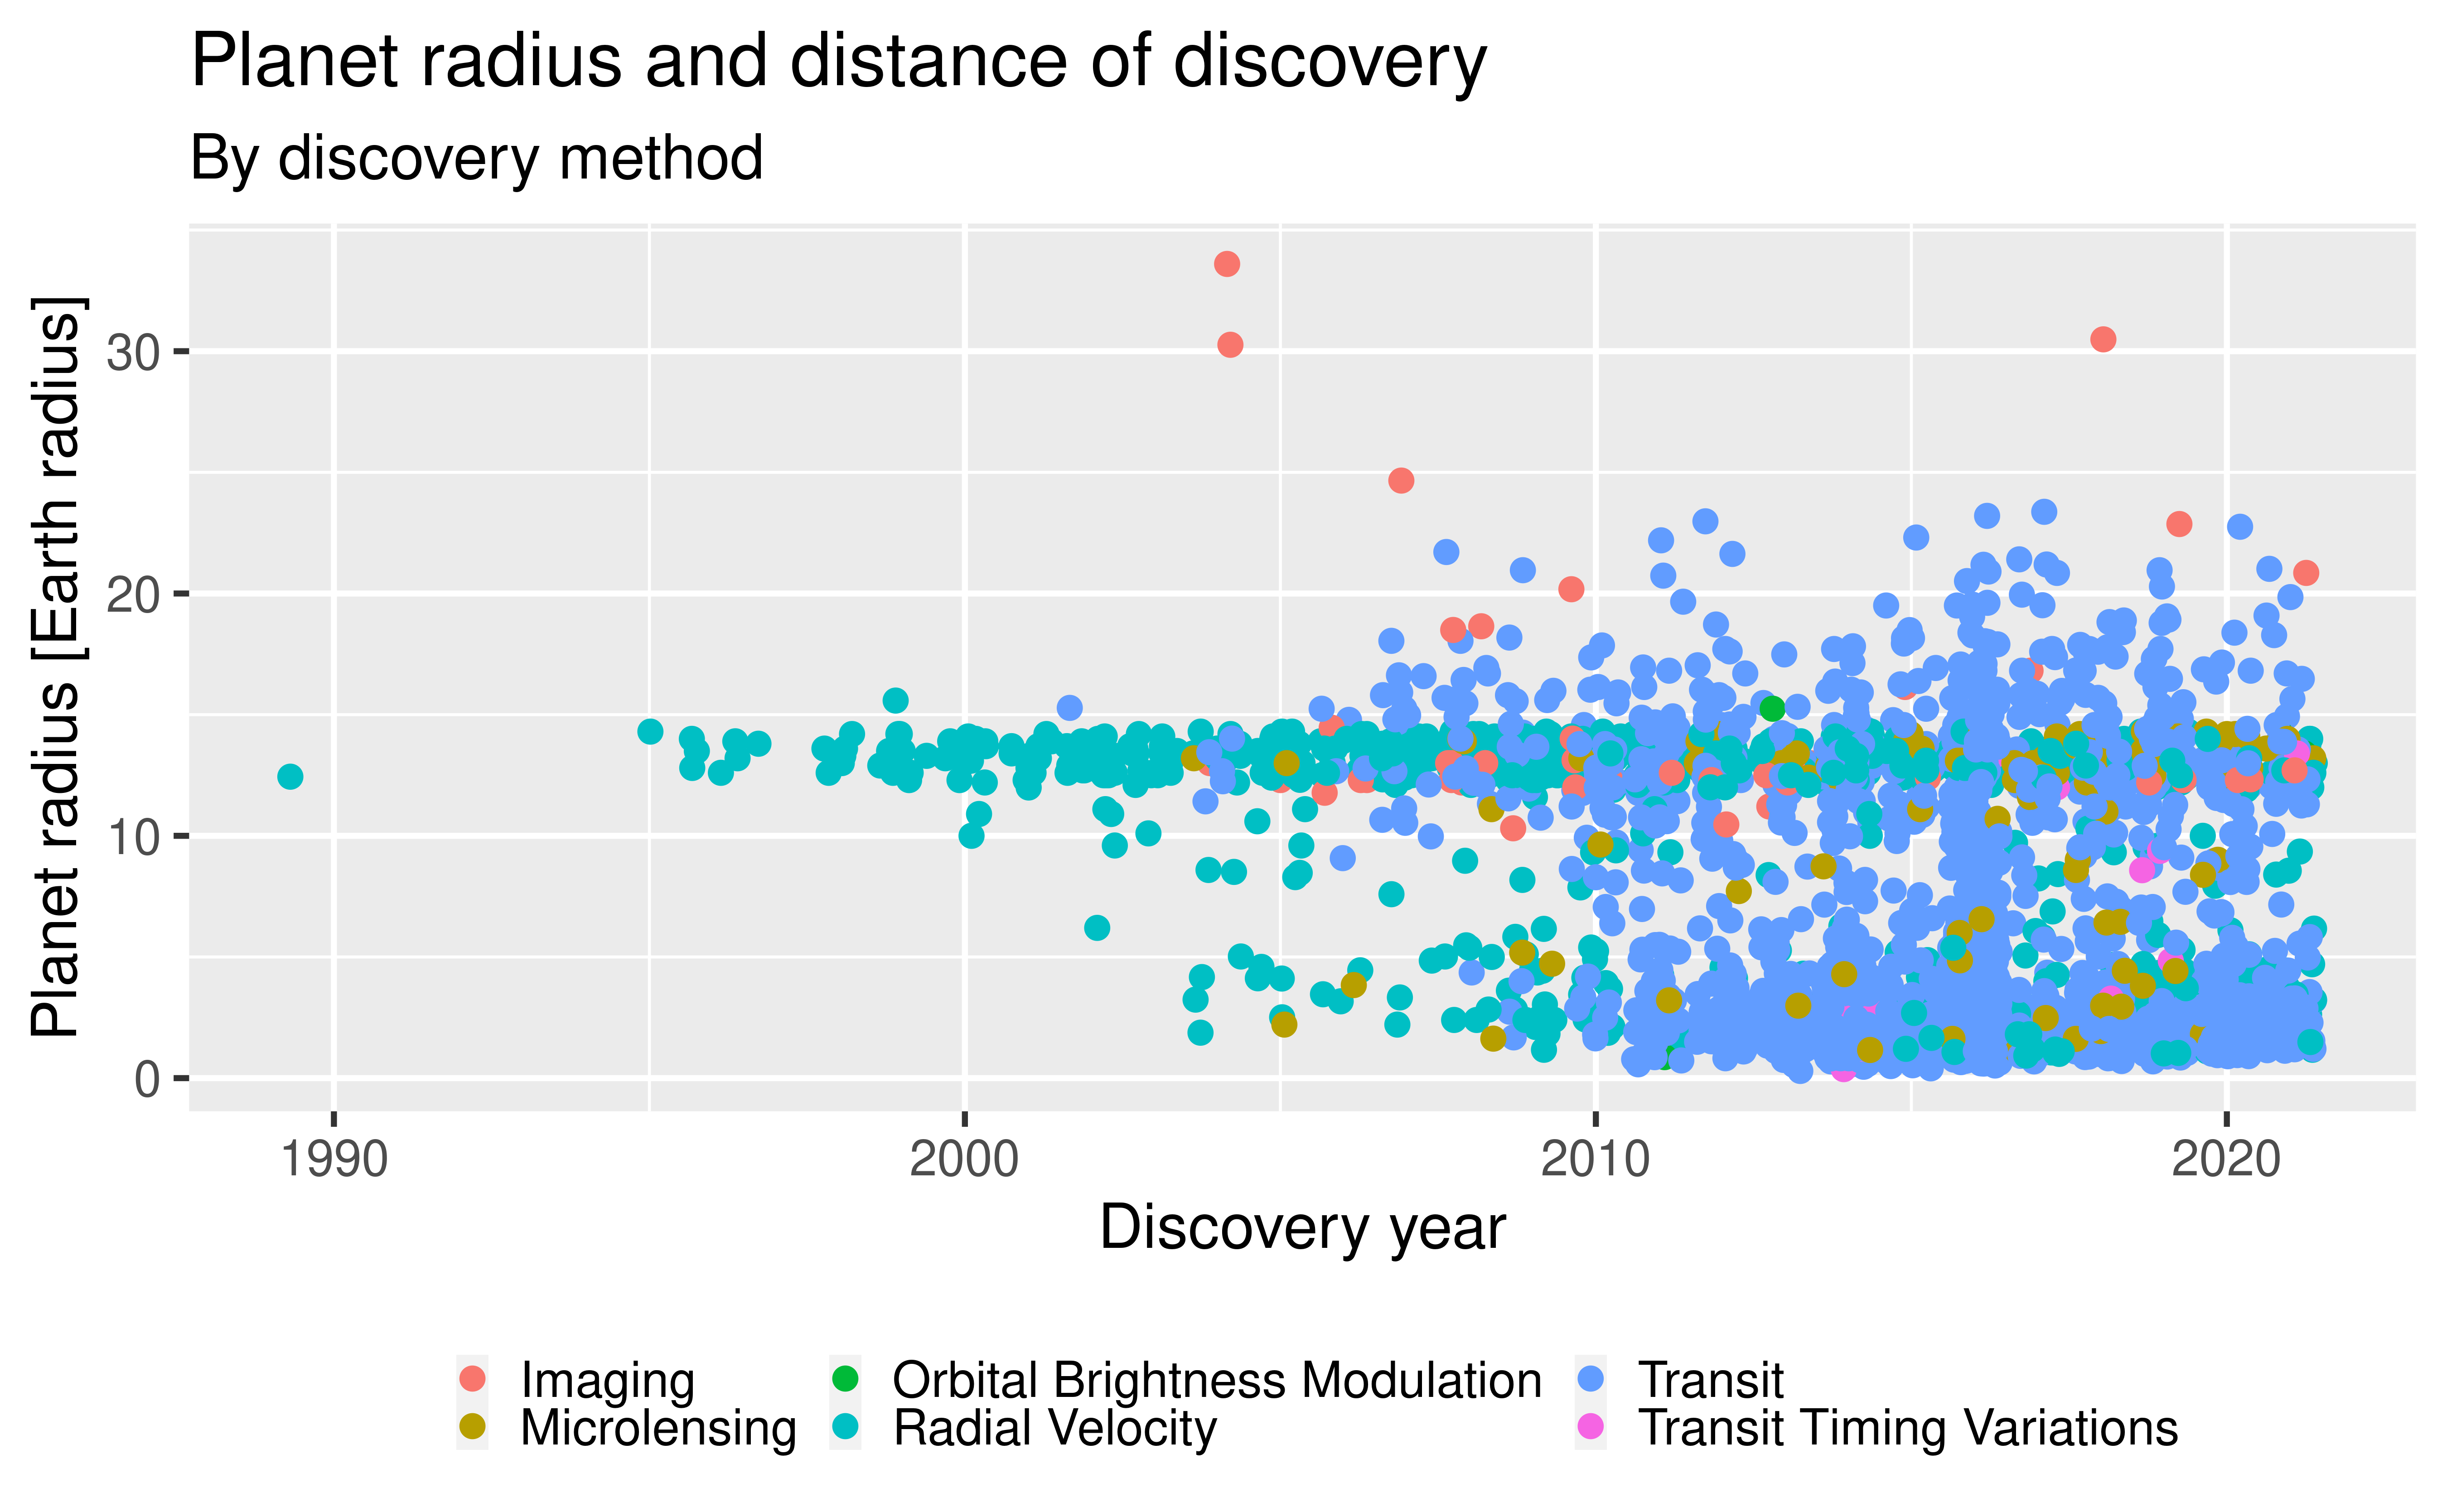 Planet radius and distance of discovery
By discovery method
Planet radius [Earth radius]
30
20
10
0
1990 2000 2010 2020
Discovery year
Imaging Orbital Brightness Modulation Transit
Microlensing Radial Velocity Transit Timing Variations